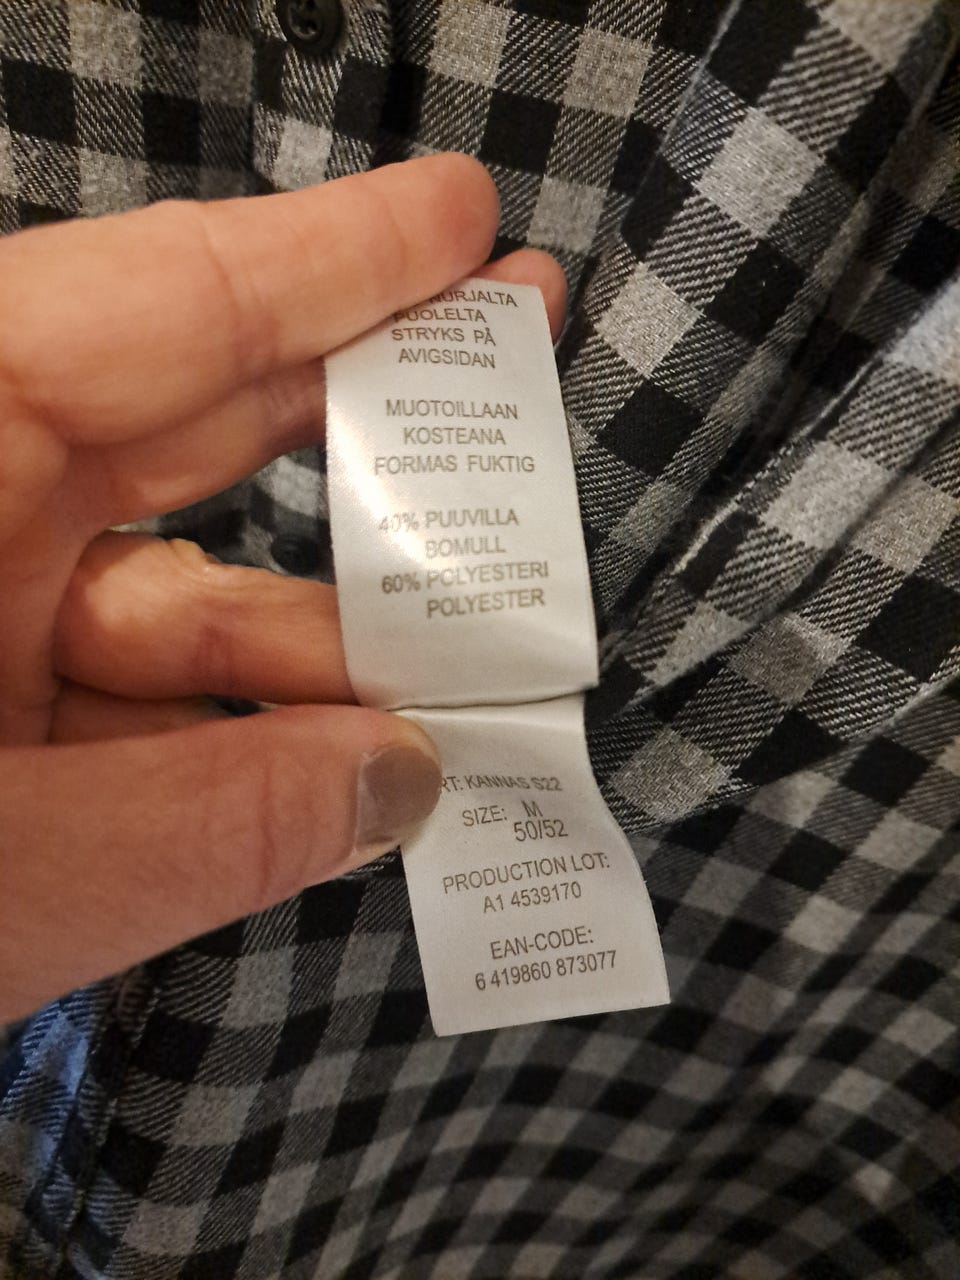 NURJALTA
PUOLELTA
STRYKS PÅ
AVIGSIDAN
MUOTOILLAAN
KOSTEANA
FORMAS FUKTIG
40% PUUVILLA
BOMULL
60% POLYESTERI
POLYESTER
RT: KANNAS S22
SIZE: M
50/52
PRODUCTION LOT:
A1 4539170
EAN-CODE:
6 419860 873077